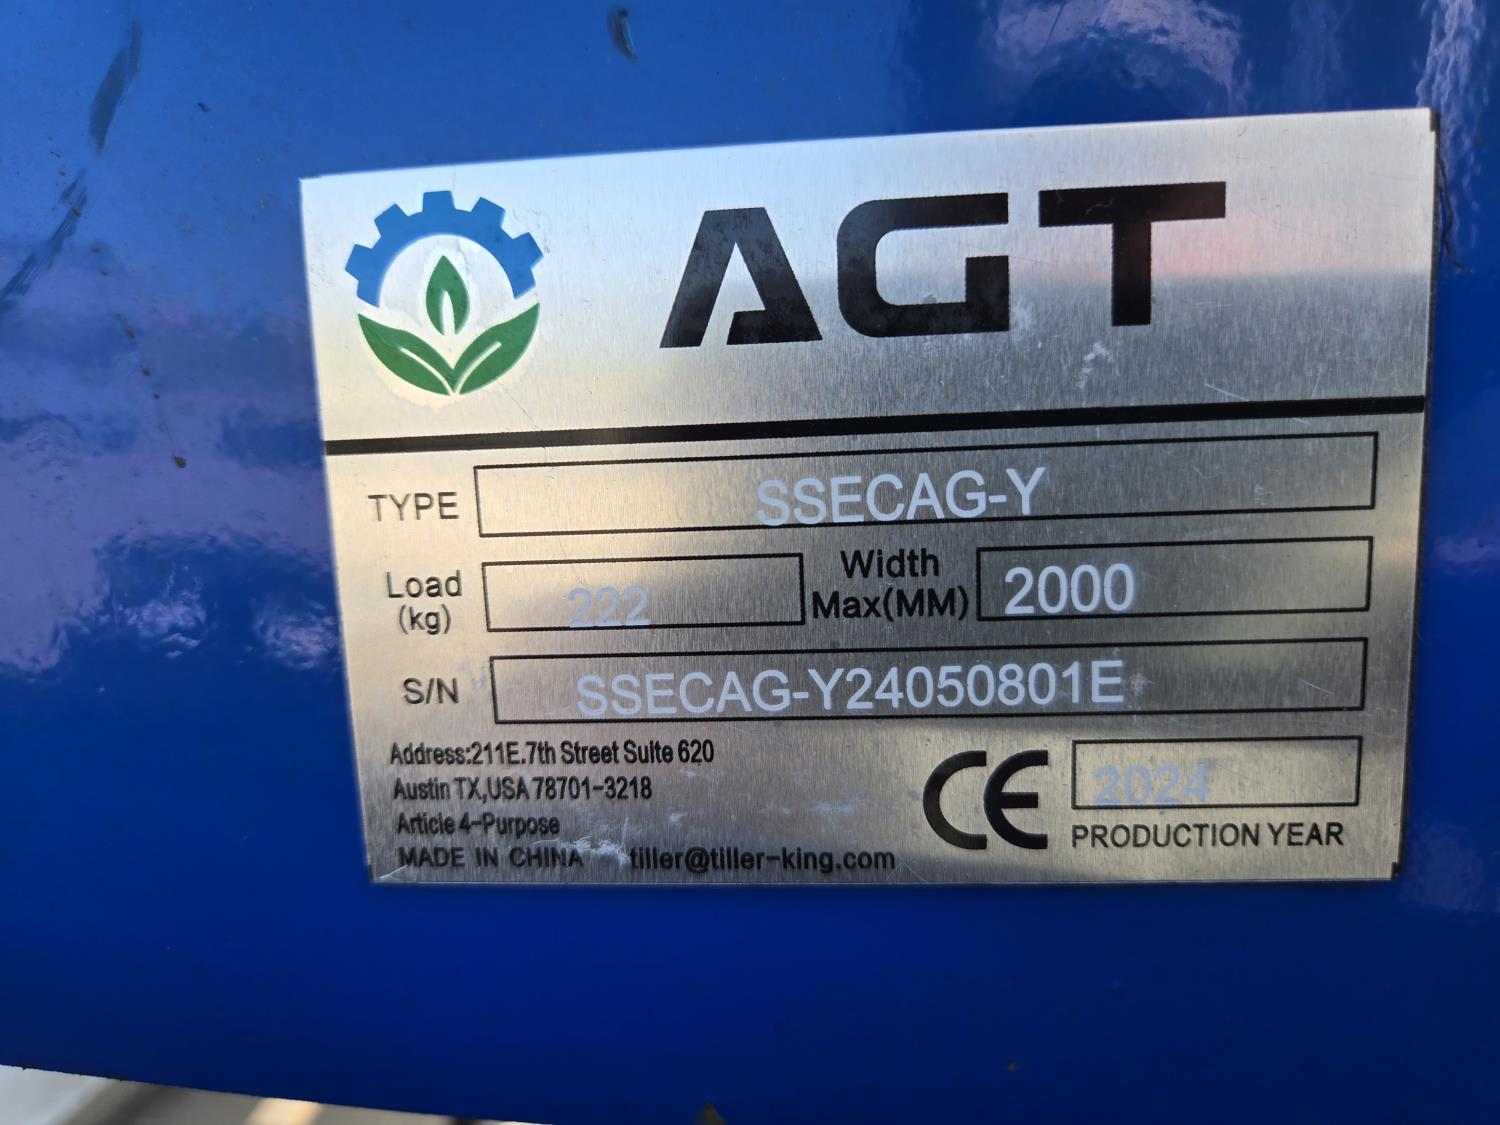 AGT
TYPE SSECAG-Y
Load (kg) 222 Width Max(MM) 2000
S/N SSECAG-Y24050801E
Address:211E.7th Street Suite 620
Austin TX,USA 78701-3218
Article 4-Purpose
MADE IN CHINA tiller@tiller-king.com
CE 2024
PRODUCTION YEAR